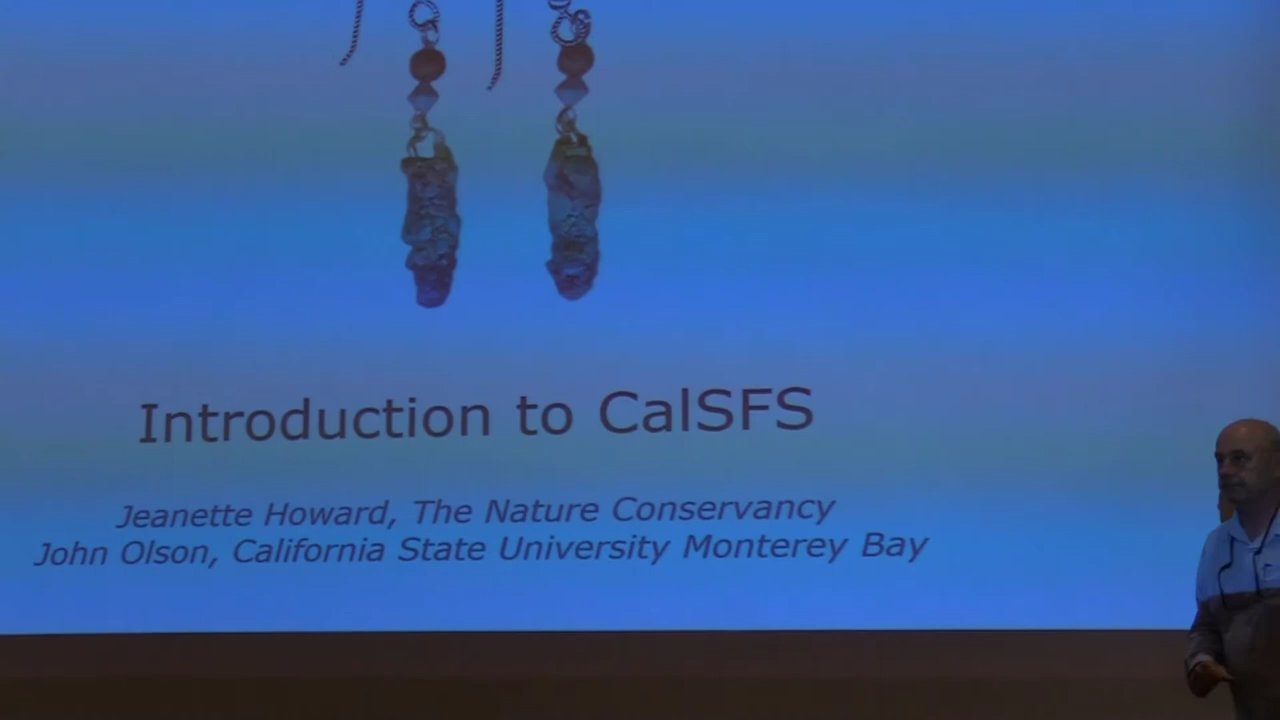 Introduction to CalSFS
Jeanette Howard, The Nature Conservancy
John Olson, California State University Monterey Bay